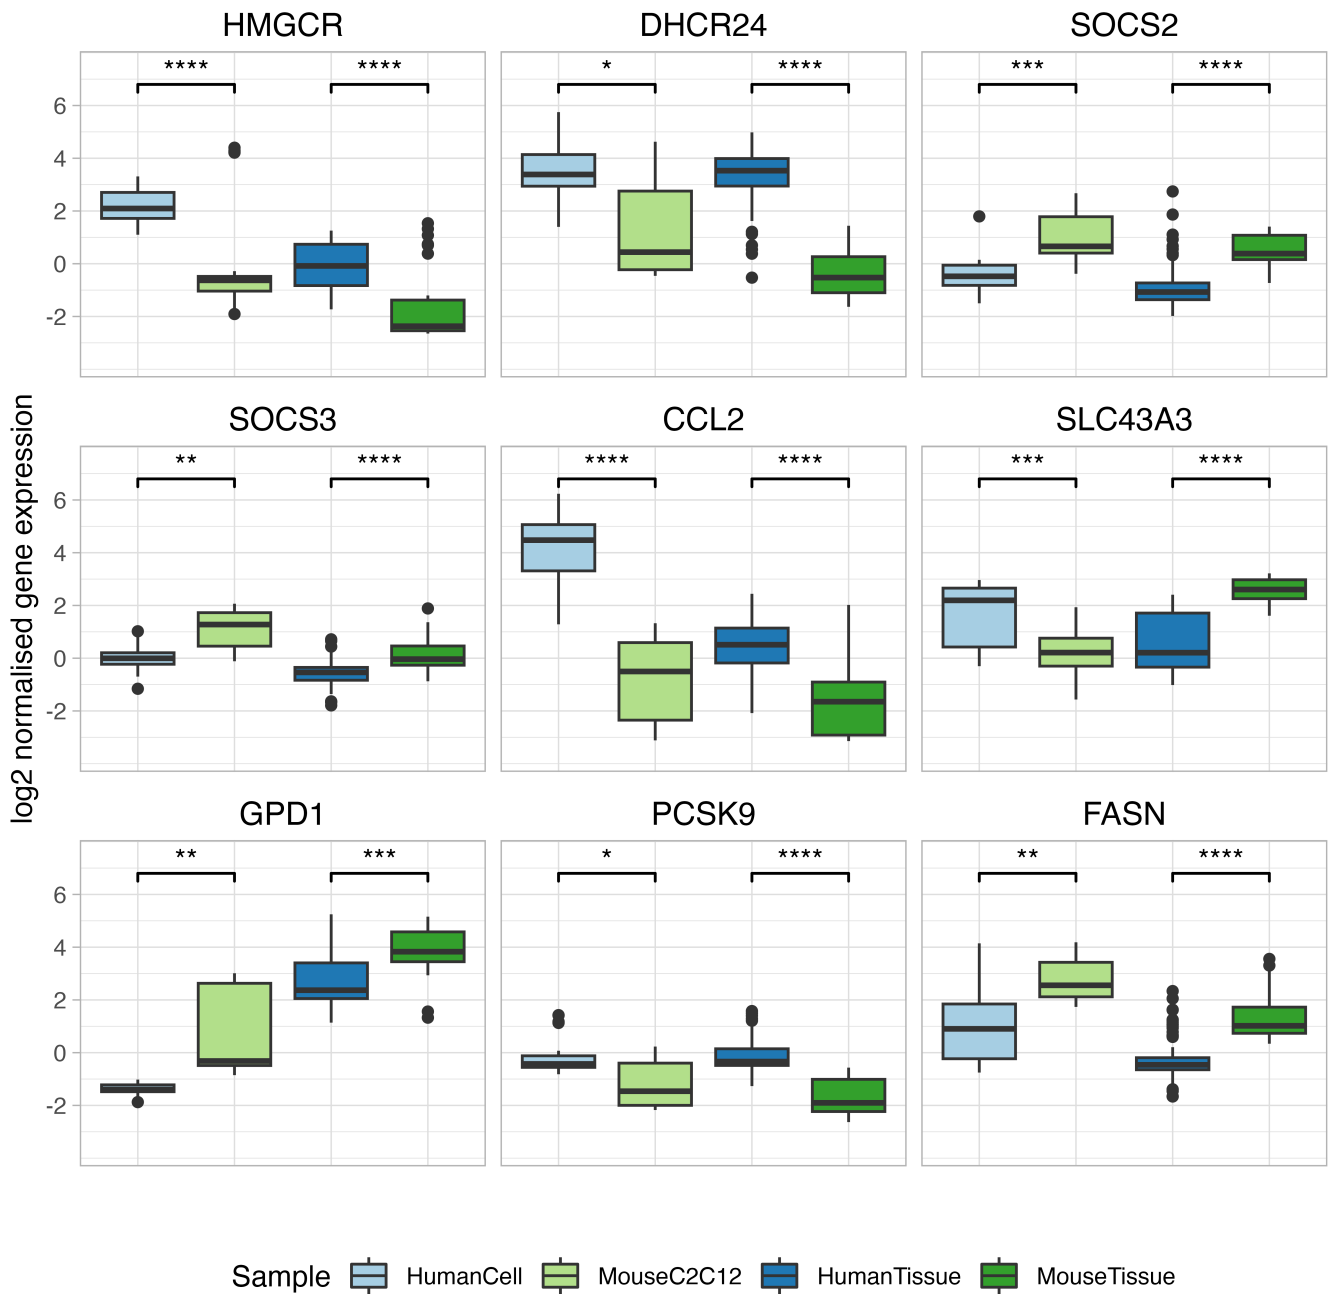 HMGCR DHCR24 SOCS2
**** **** * **** *** ****
6
4
2
0
-2
SOCS3 CCL2 SLC43A3
** **** **** **** *** ****
6
4
2
0
-2
log2 normalised gene expression
GPD1 PCSK9 FASN
** *** * **** ** ****
6
4
2
0
-2
Sample HumanCell MouseC2C12 HumanTissue MouseTissue